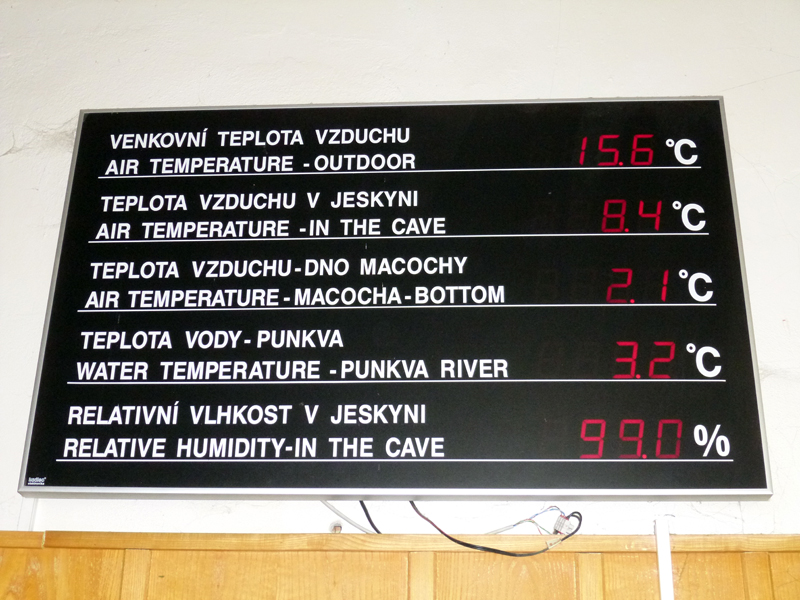 VENKOVNÍ TEPLOTA VZDUCHU
AIR TEMPERATURE - OUTDOOR 15.6 °C
TEPLOTA VZDUCHU V JESKYNI
AIR TEMPERATURE - IN THE CAVE 8.4 °C
TEPLOTA VZDUCHU - DNO MACOCHY
AIR TEMPERATURE - MACOCHA - BOTTOM 2.1 °C
TEPLOTA VODY - PUNKVA
WATER TEMPERATURE - PUNKVA RIVER 3.2 °C
RELATIVNÍ VLHKOST V JESKYNI
RELATIVE HUMIDITY-IN THE CAVE 99.0 %